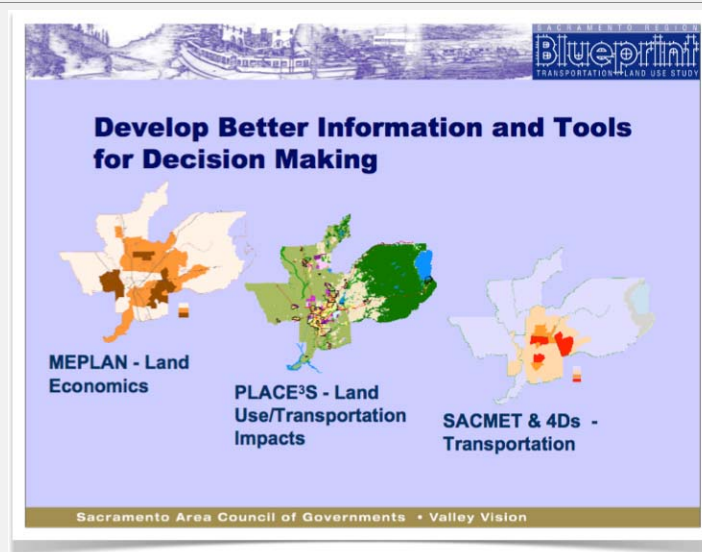 SACRAMENTO REGION
Blueprint
TRANSPORTATION • LAND USE STUDY
Develop Better Information and Tools
for Decision Making
MEPLAN - Land
Economics
PLACE³S - Land
Use/Transportation
Impacts
SACMET & 4Ds -
Transportation
Sacramento Area Council of Governments • Valley Vision